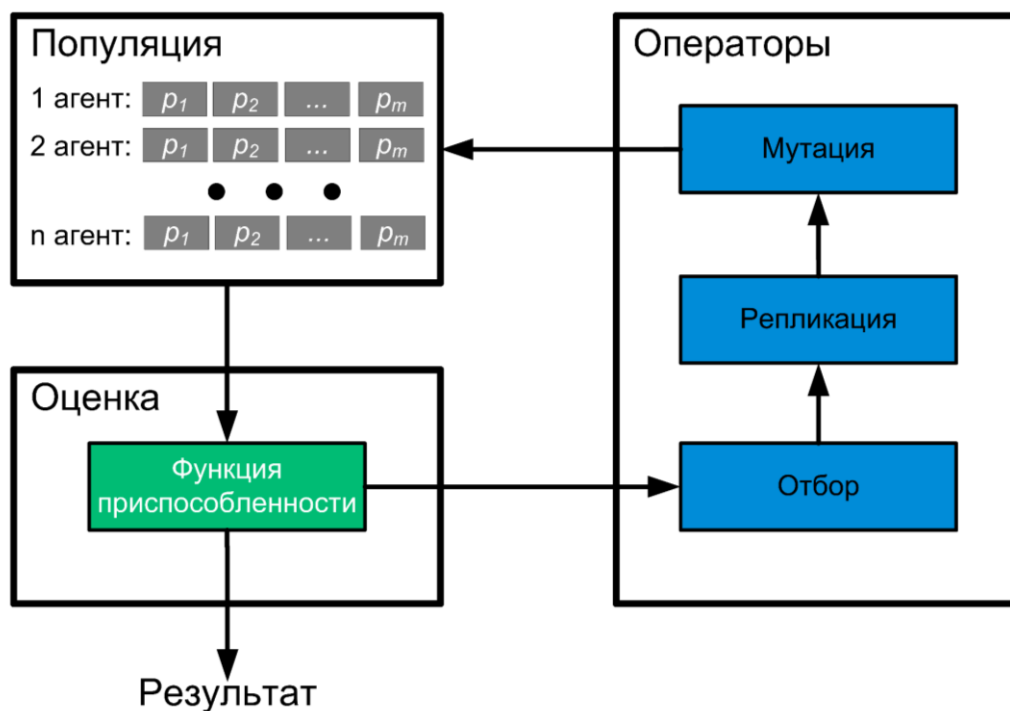 Популяция
1 агент: p₁ p₂ ... pₘ
2 агент: p₁ p₂ ... pₘ
n агент: p₁ p₂ ... pₘ
Оценка
Функция
приспособленности
Результат
Операторы
Мутация
Репликация
Отбор